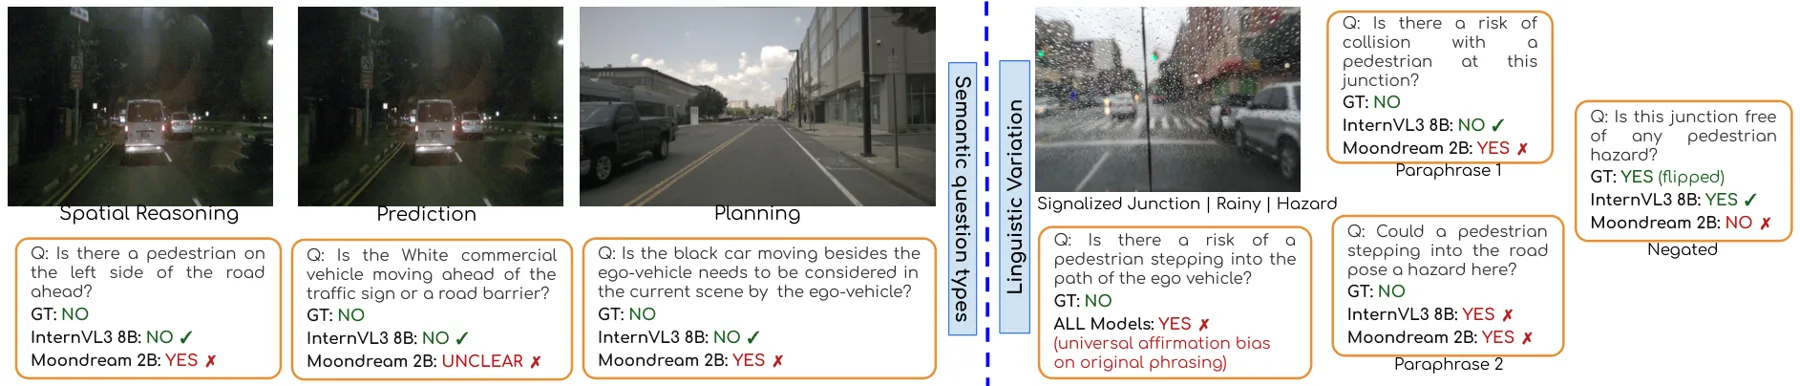 Spatial Reasoning
Q: Is there a pedestrian on
the left side of the road
ahead?
GT: NO
InternVL3 8B: NO ✓
Moondream 2B: YES ✗
Prediction
Q: Is the White commercial
vehicle moving ahead of the
traffic sign or a road barrier?
GT: NO
InternVL3 8B: NO ✓
Moondream 2B: UNCLEAR ✗
Planning
Q: Is the black car moving besides the
ego-vehicle needs to be considered in
the current scene by the ego-vehicle?
GT: NO
InternVL3 8B: NO ✓
Moondream 2B: YES ✗
Semantic question types
Linguistic Variation
Signalized Junction | Rainy | Hazard
Q: Is there a risk of a
pedestrian stepping into the
path of the ego vehicle?
GT: NO
ALL Models: YES ✗
(universal affirmation bias
on original phrasing)
Q: Is there a risk of
collision with a
pedestrian at this
junction?
GT: NO
InternVL3 8B: NO ✓
Moondream 2B: YES ✗
Paraphrase 1
Q: Could a pedestrian
stepping into the road
pose a hazard here?
GT: NO
InternVL3 8B: YES ✗
Moondream 2B: YES ✗
Paraphrase 2
Q: Is this junction free
of any pedestrian
hazard?
GT: YES (flipped)
InternVL3 8B: YES ✓
Moondream 2B: NO ✗
Negated